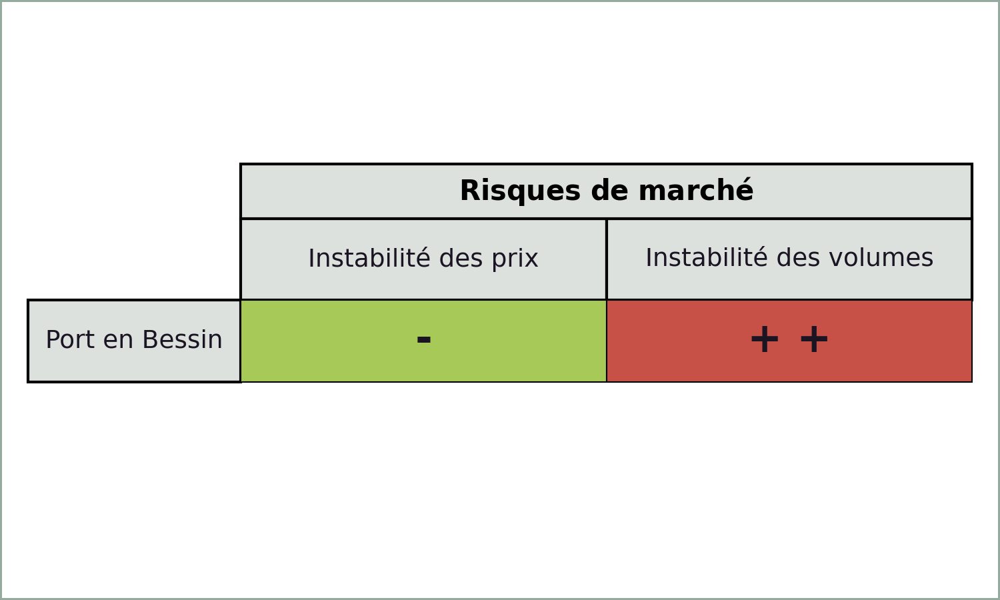 Risques de marché
Instabilité des prix
Instabilité des volumes
Port en Bessin
-
+ +